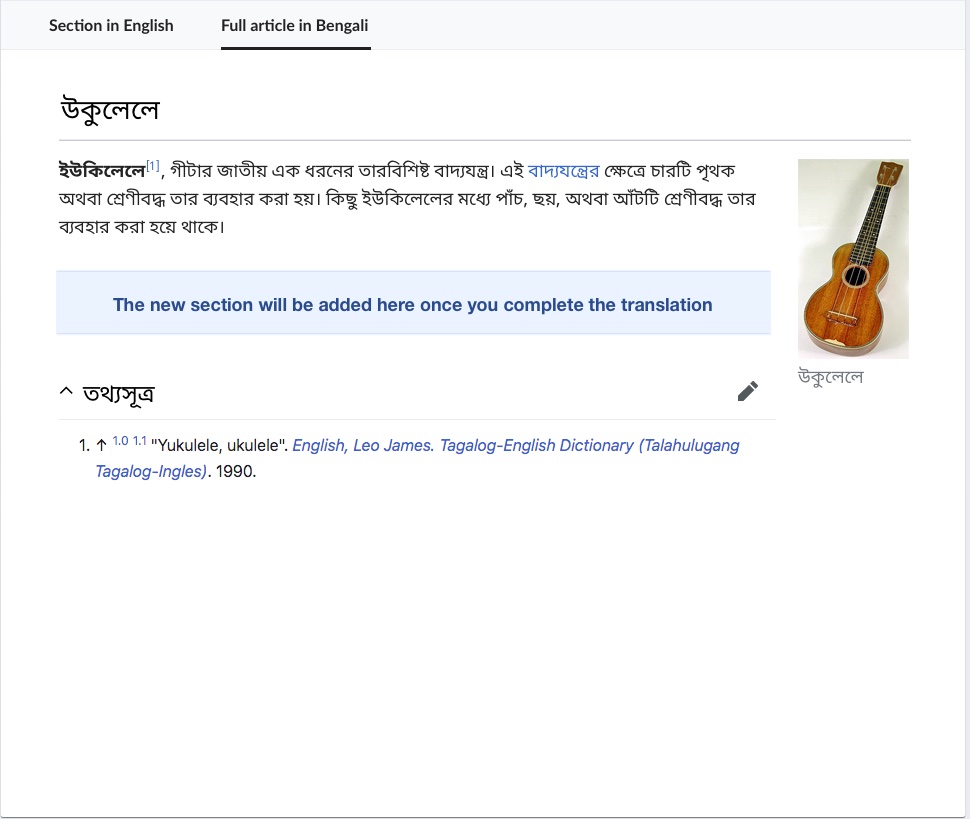 Section in English
Full article in Bengali
উকুলেলে
ইউকিলেলে[1], গীটার জাতীয় এক ধরনের তারবিশিষ্ট বাদ্যযন্ত্র। এই বাদ্যযন্ত্রের ক্ষেত্রে চারটি পৃথক
অথবা শ্রেণীবদ্ধ তার ব্যবহার করা হয়। কিছু ইউকিলেলের মধ্যে পাঁচ, ছয়, অথবা আঁটটি শ্রেণীবদ্ধ তার
ব্যবহার করা হয়ে থাকে।
The new section will be added here once you complete the translation
উকুলেলে
তথ্যসূত্র
1. ↑ 1.0 1.1 "Yukulele, ukulele". English, Leo James. Tagalog-English Dictionary (Talahulugang
Tagalog-Ingles). 1990.